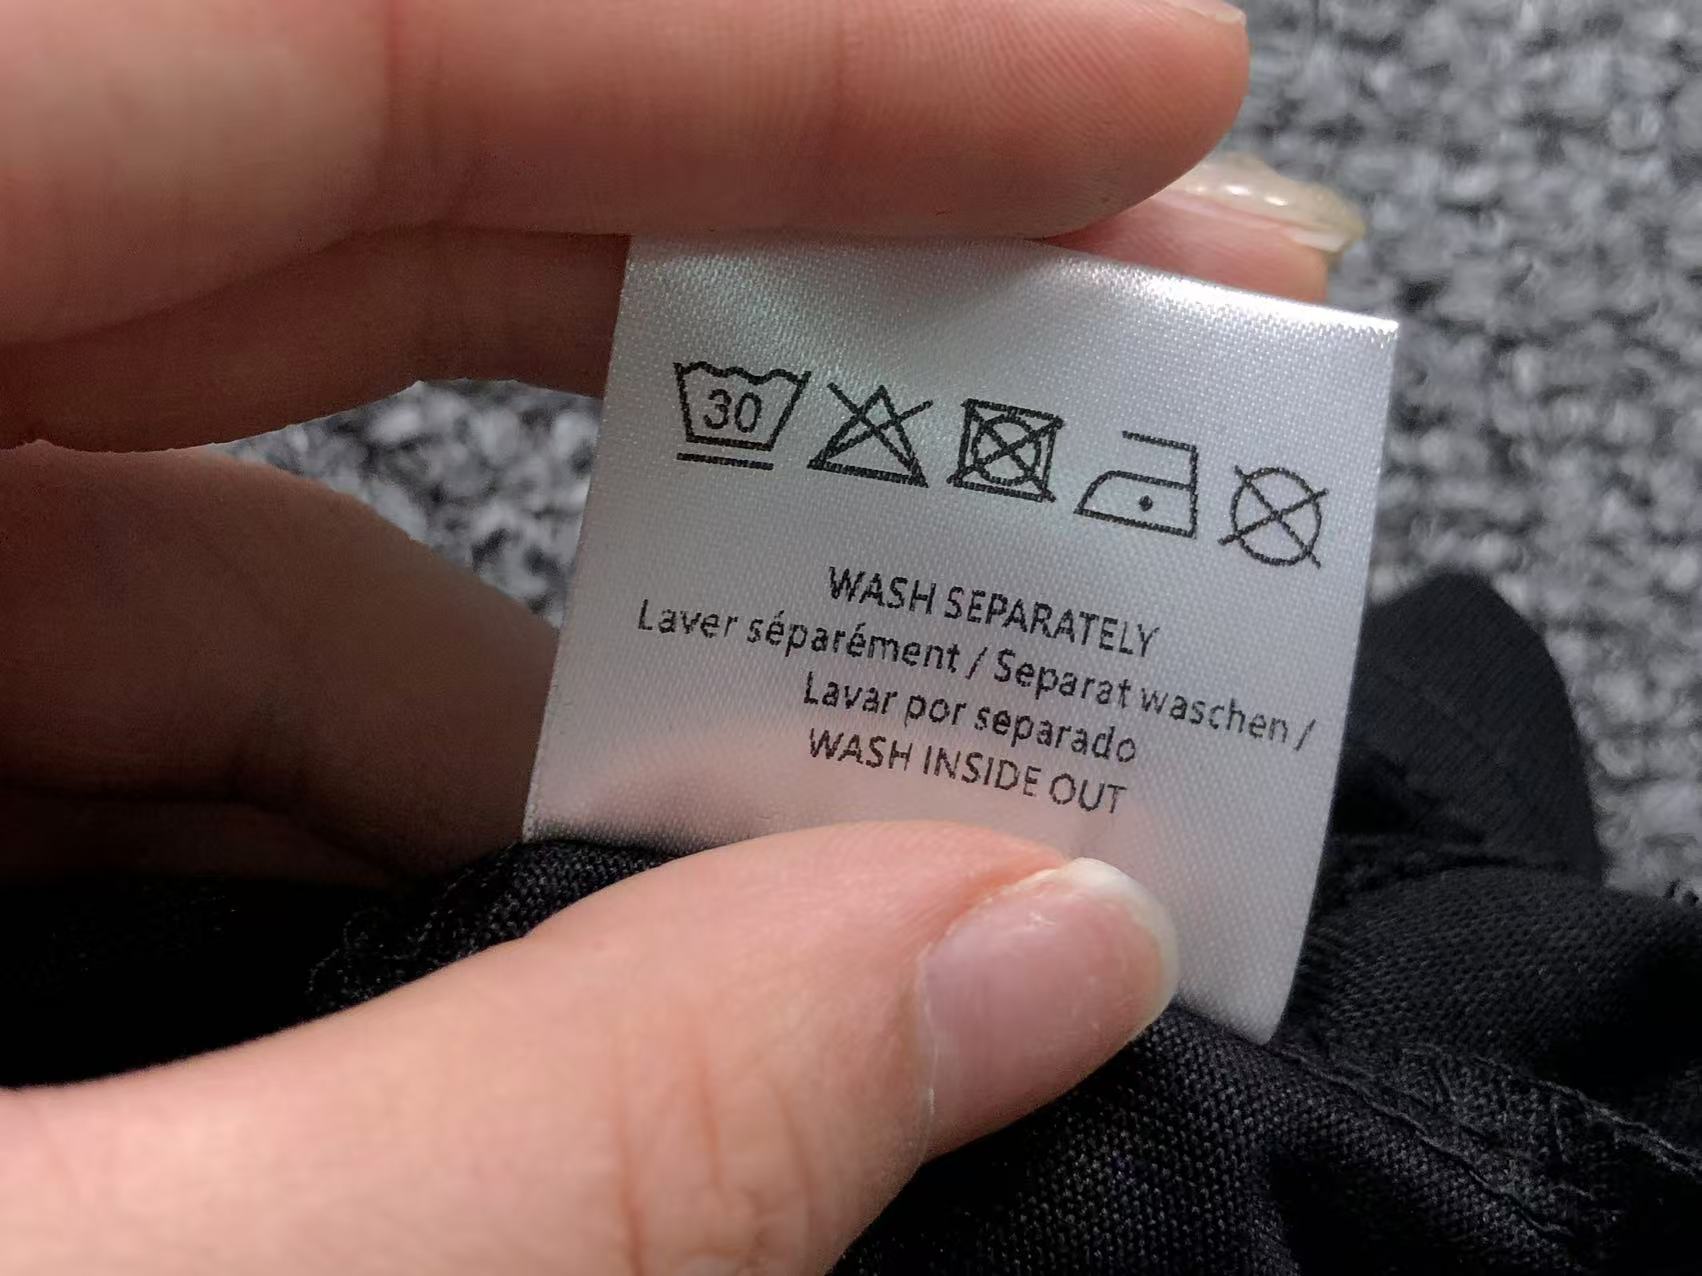 30
WASH SEPARATELY
Laver séparément / Separat waschen /
Lavar por separado
WASH INSIDE OUT